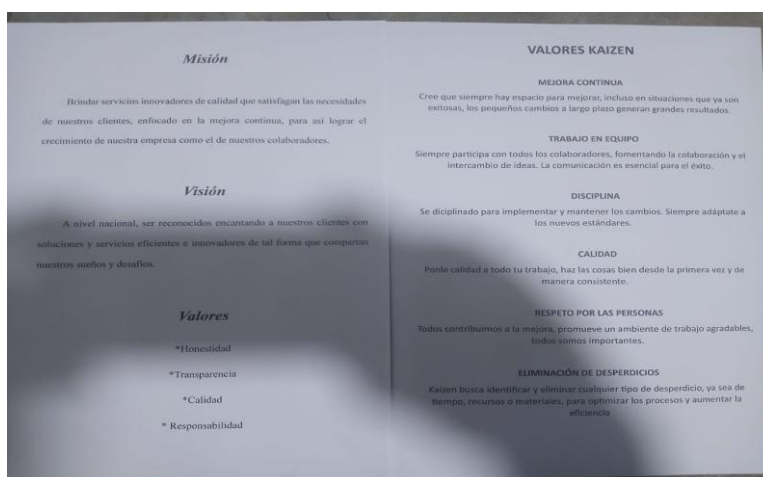 Misión
Brindar servicios innovadores de calidad que satisfagan las necesidades
de nuestros clientes, enfocado en la mejora continua, para así lograr el
crecimiento de nuestra empresa como el de nuestros colaboradores.
Visión
A nivel nacional, ser reconocidos encantando a nuestros clientes con
soluciones y servicios eficientes e innovadores de tal forma que compartan
nuestros sueños y desafíos.
Valores
*Honestidad
*Transparencia
*Calidad
* Responsabilidad
VALORES KAIZEN
MEJORA CONTINUA
Cree que siempre hay espacio para mejorar, incluso en situaciones que ya son
exitosas, los pequeños cambios a largo plazo generan grandes resultados.
TRABAJO EN EQUIPO
Siempre participa con todos los colaboradores, fomentando la colaboración y el
intercambio de ideas. La comunicación es esencial para el éxito.
DISCIPLINA
Se diciplinado para implementar y mantener los cambios. Siempre adáptate a
los nuevos estándares.
CALIDAD
Ponle calidad a todo tu trabajo, haz las cosas bien desde la primera vez y de
manera consistente.
RESPETO POR LAS PERSONAS
Todos contribuimos a la mejora, promueve un ambiente de trabajo agradables,
todos somos importantes.
ELIMINACIÓN DE DESPERDICIOS
Kaizen busca identificar y eliminar cualquier tipo de desperdicio, ya sea de
tiempo, recursos o materiales, para optimizar los procesos y aumentar la
eficiencia